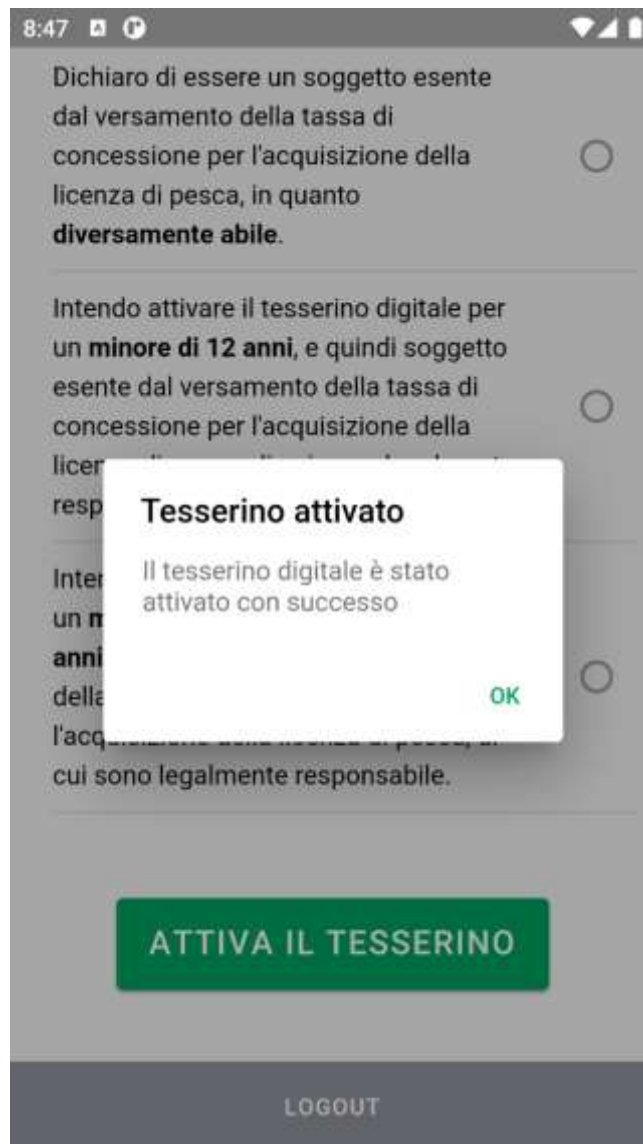 8:47
Dichiaro di essere un soggetto esente
dal versamento della tassa di
concessione per l'acquisizione della
licenza di pesca, in quanto
diversamente abile.
Intendo attivare il tesserino digitale per
un minore di 12 anni, e quindi soggetto
esente dal versamento della tassa di
concessione per l'acquisizione della
Tesserino attivato
Il tesserino digitale è stato
attivato con successo
OK
un
anni
cui sono legalmente responsabile.
ATTIVA IL TESSERINO
LOGOUT